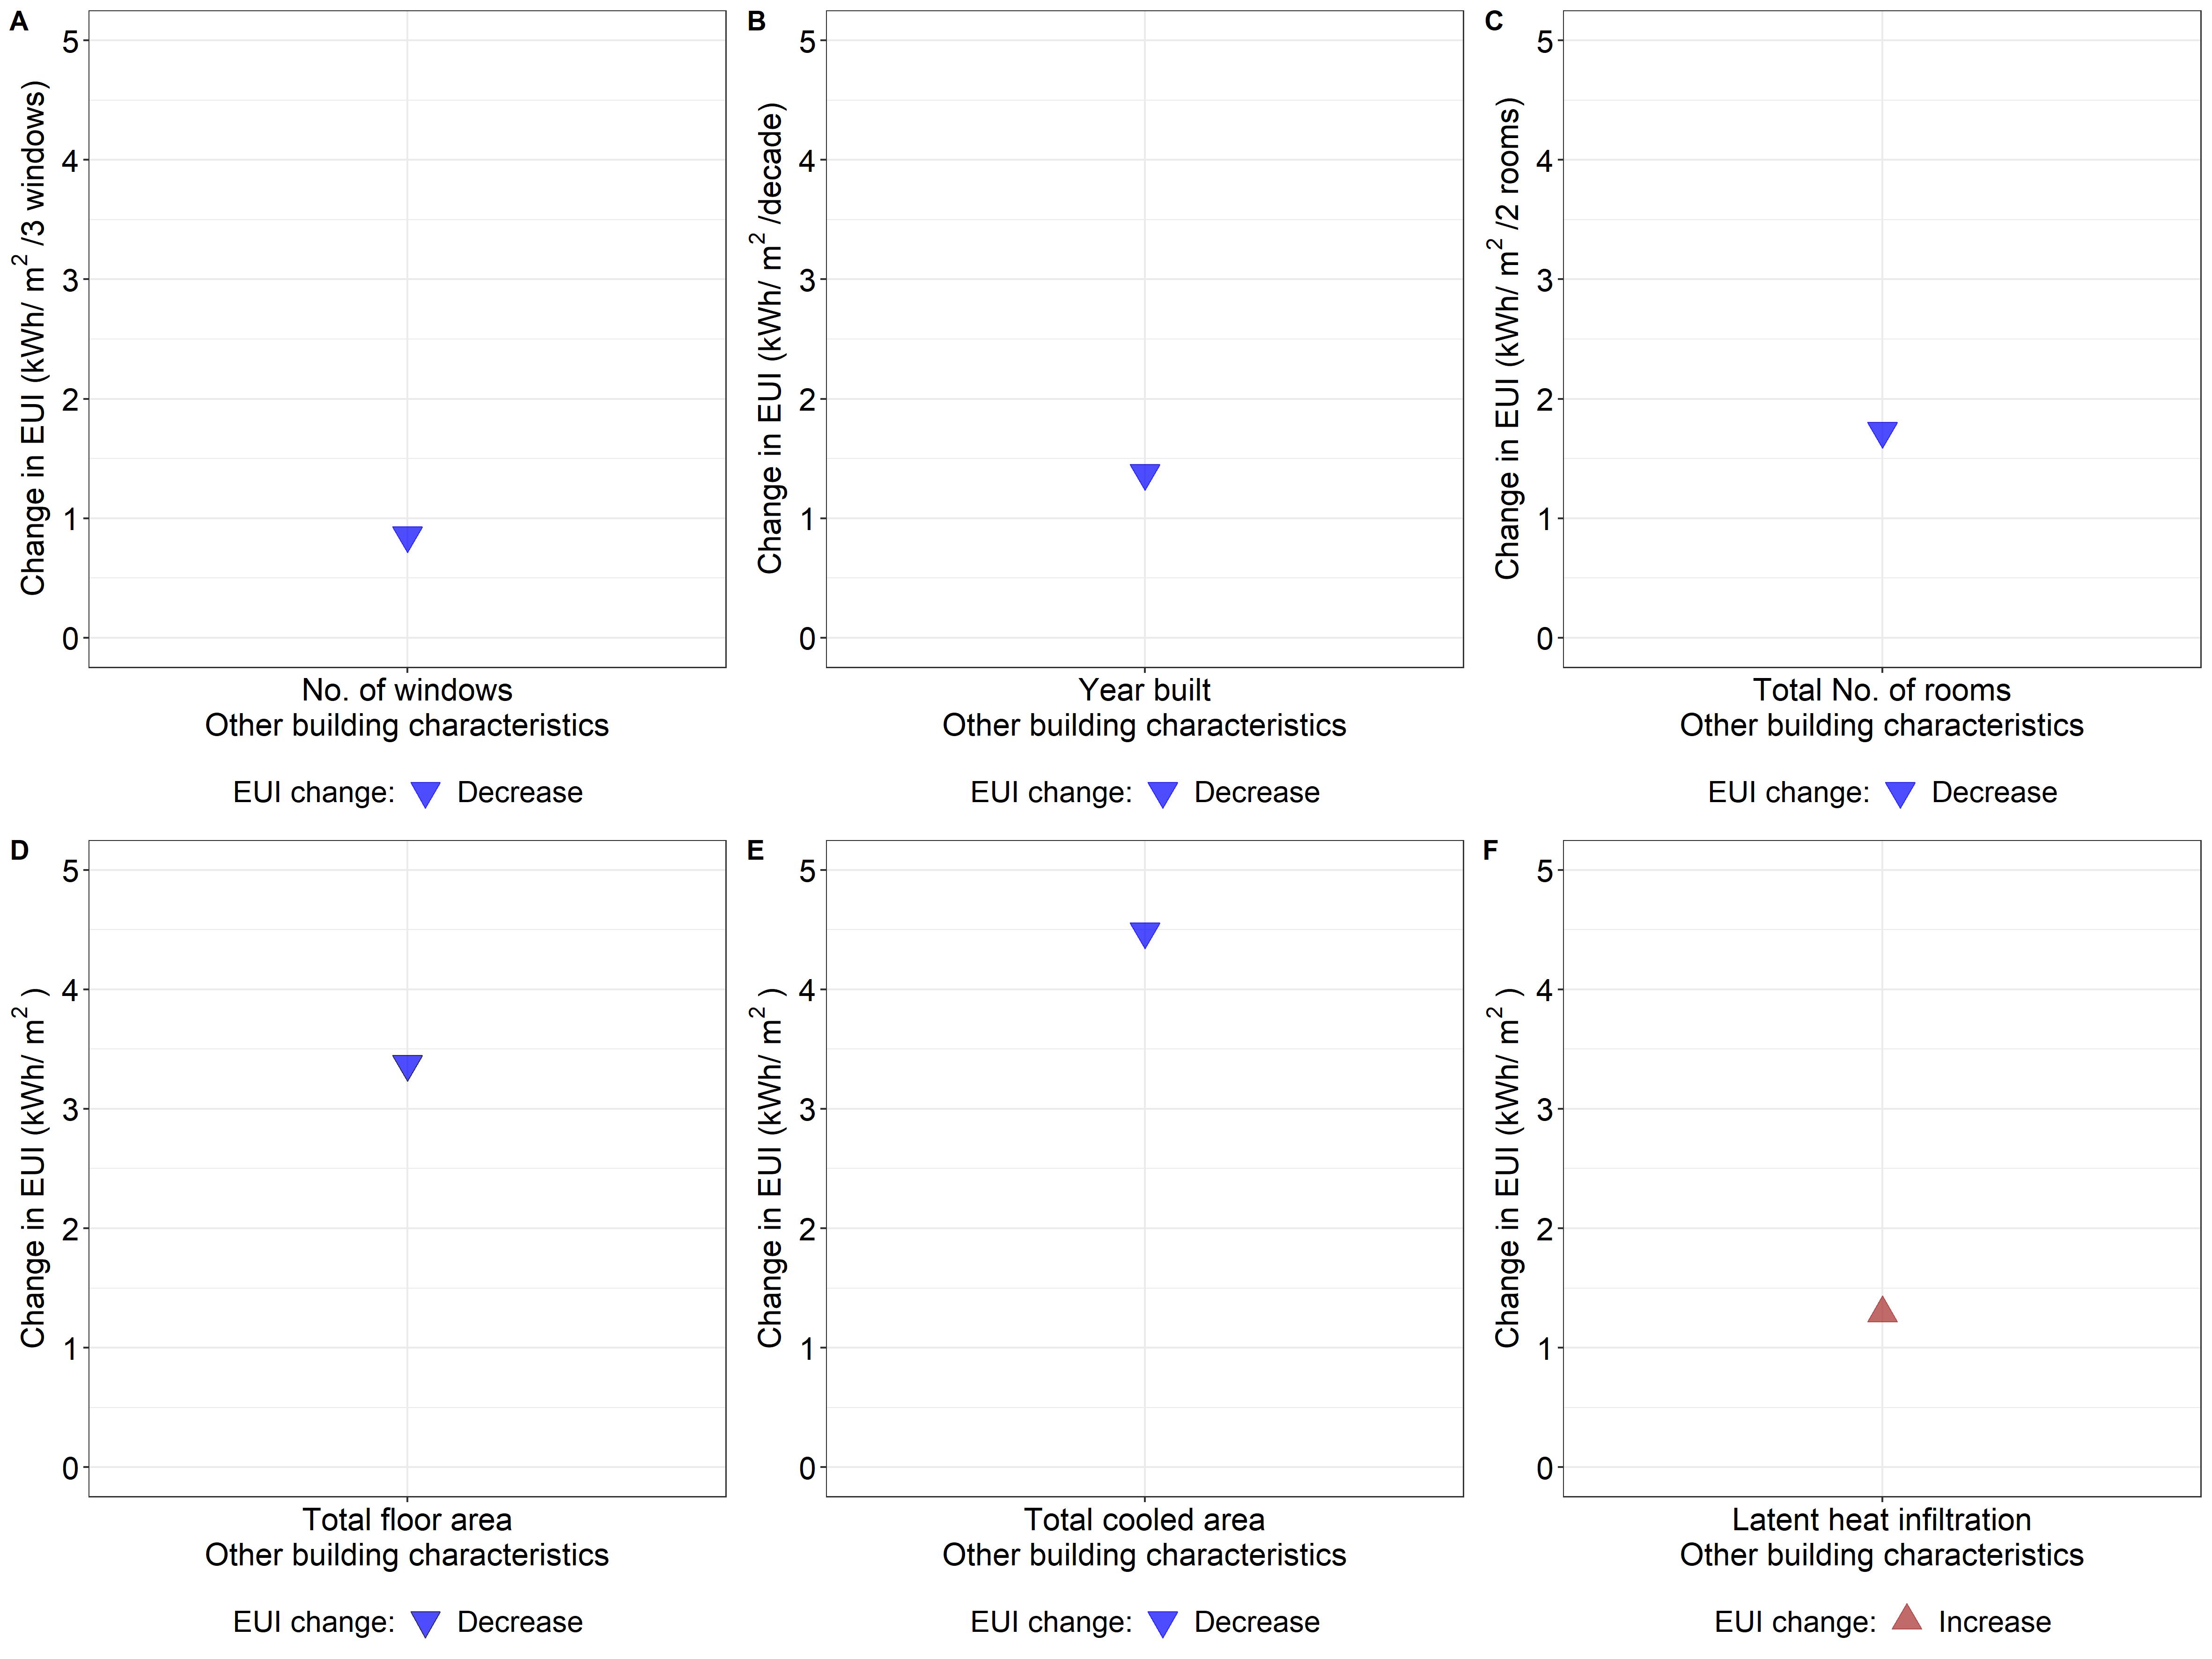 A
Change in EUI (kWh/ m² /3 windows)
5
4
3
2
1
0
No. of windows
Other building characteristics
EUI change: Decrease
B
Change in EUI (kWh/ m² /decade)
5
4
3
2
1
0
Year built
Other building characteristics
EUI change: Decrease
C
Change in EUI (kWh/ m² /2 rooms)
5
4
3
2
1
0
Total No. of rooms
Other building characteristics
EUI change: Decrease
D
Change in EUI (kWh/ m² )
5
4
3
2
1
0
Total floor area
Other building characteristics
EUI change: Decrease
E
Change in EUI (kWh/ m² )
5
4
3
2
1
0
Total cooled area
Other building characteristics
EUI change: Decrease
F
Change in EUI (kWh/ m² )
5
4
3
2
1
0
Latent heat infiltration
Other building characteristics
EUI change: Increase